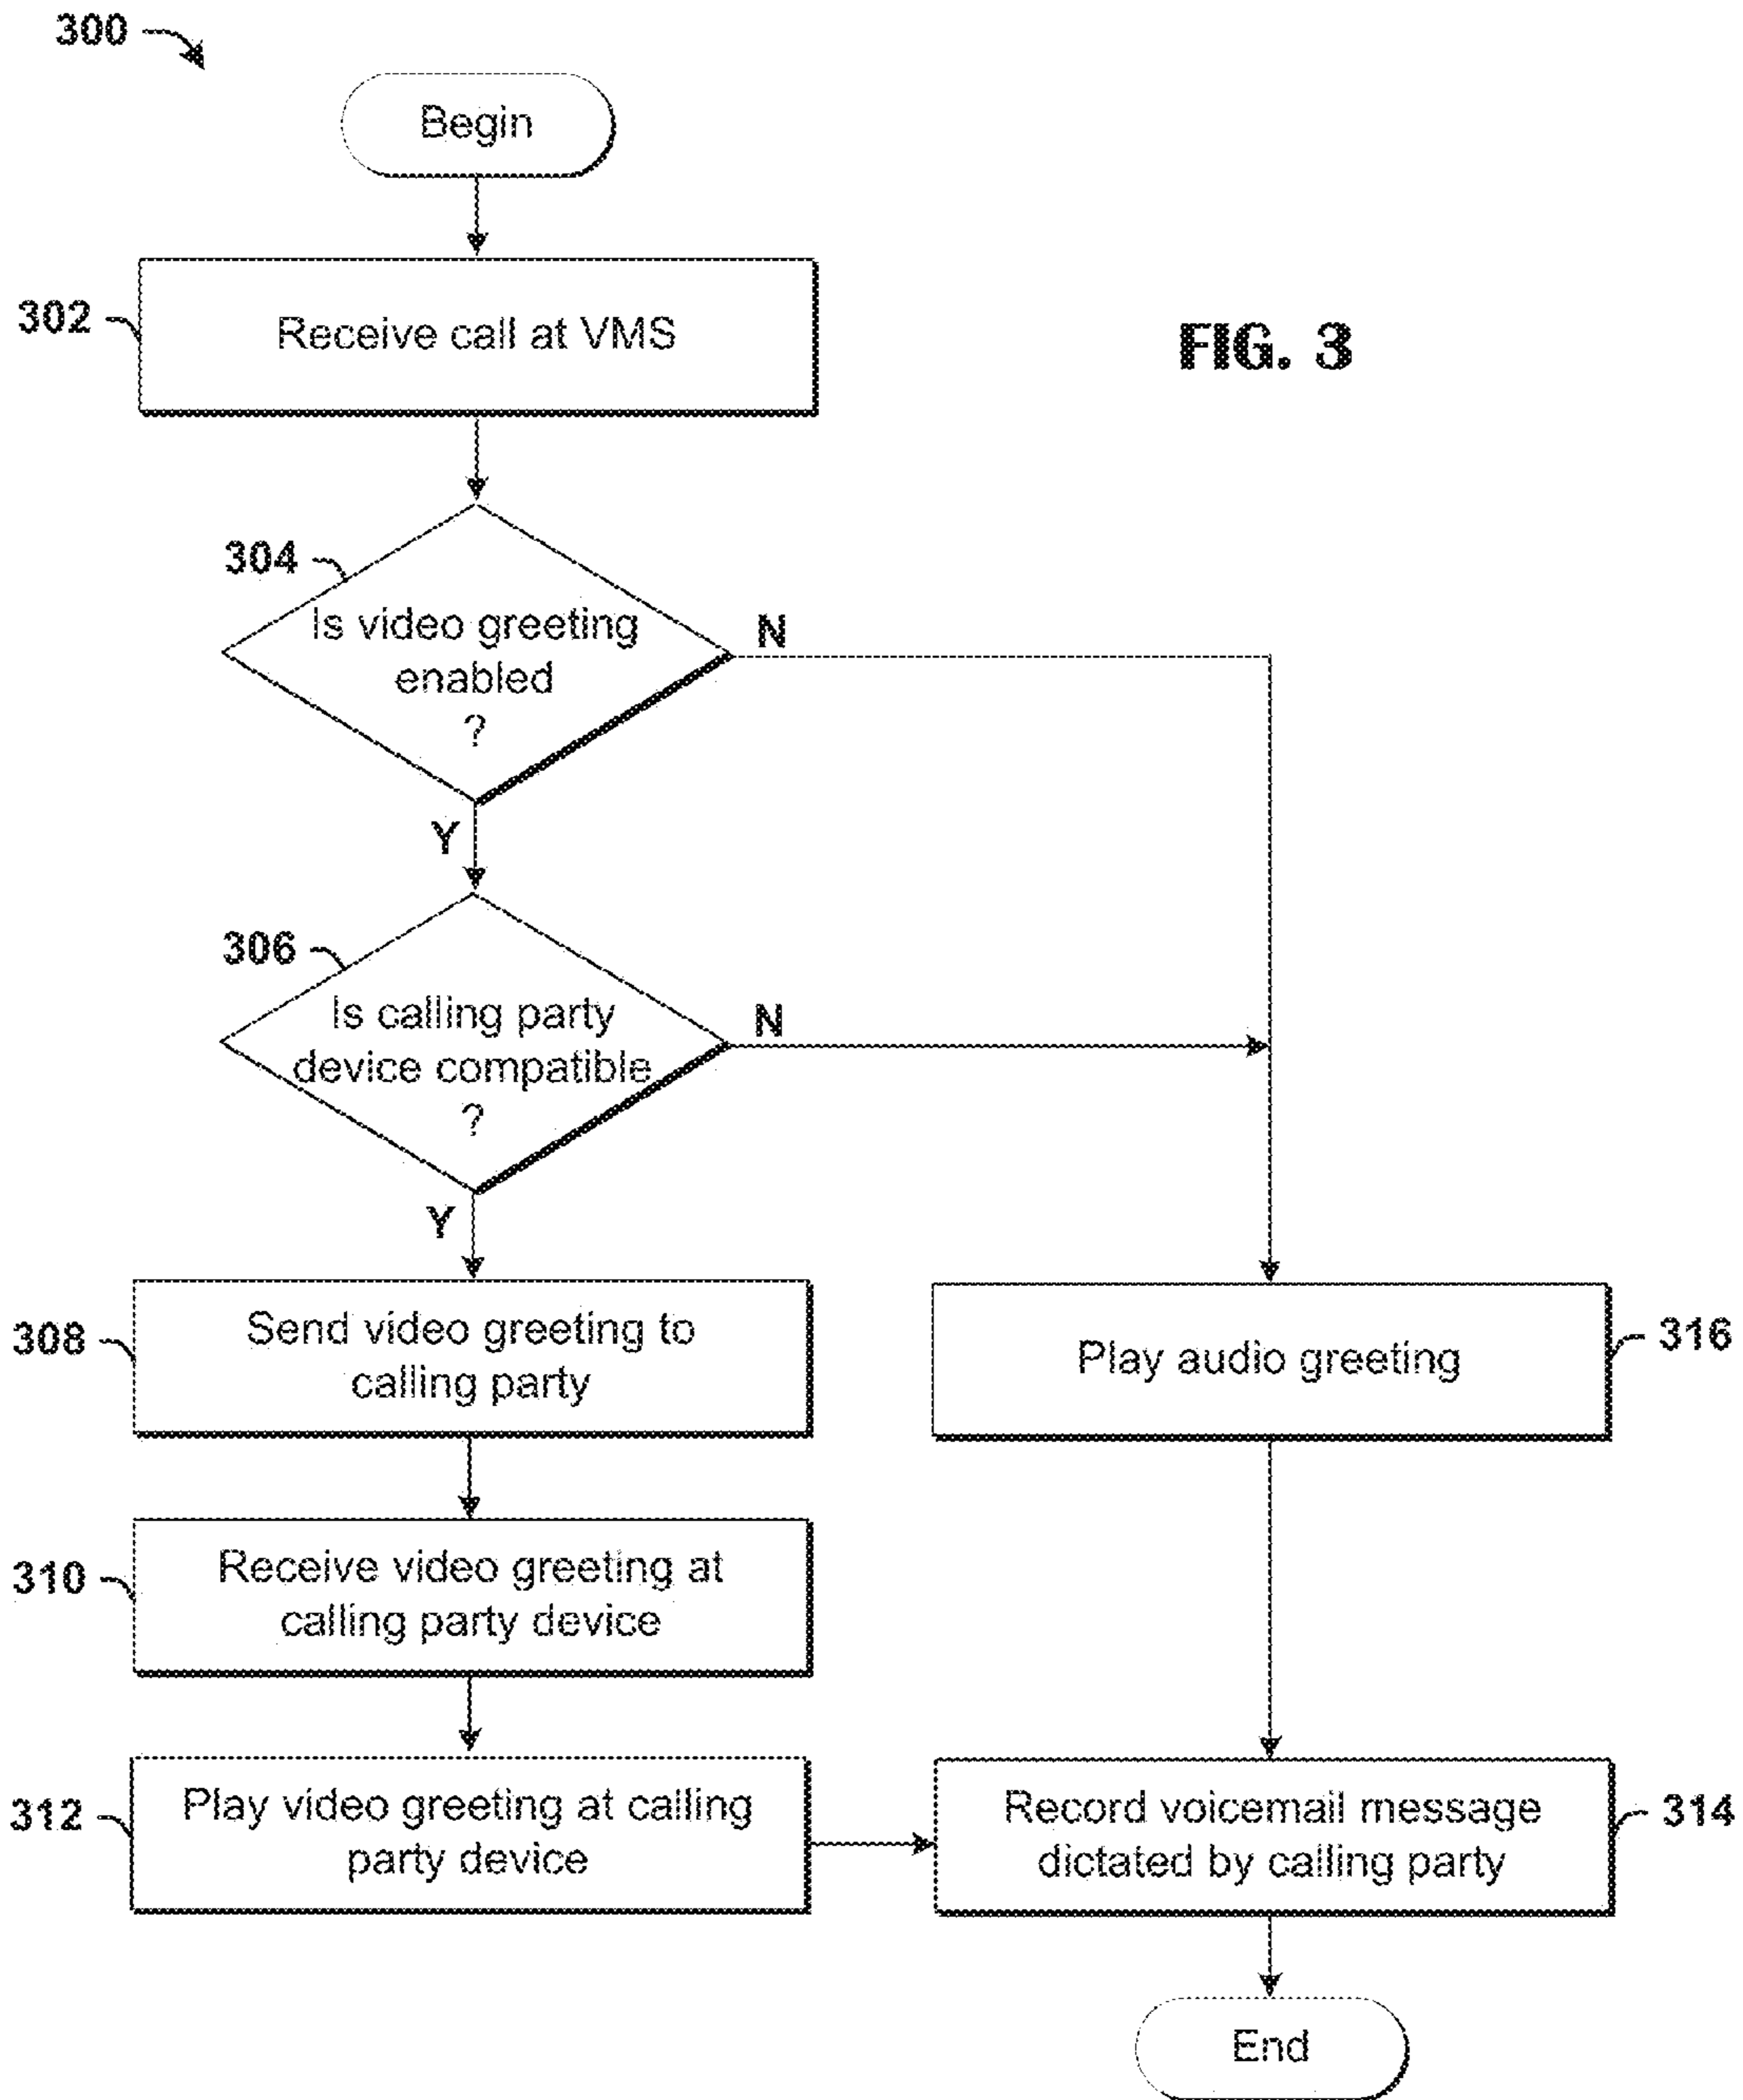 300
Begin
302
Receive call at VMS
FIG. 3
304
Is video greeting
enabled
?
N
Y
306
Is calling party
device compatible
?
N
Y
308
Send video greeting to
calling party
316
Play audio greeting
310
Receive video greeting at
calling party device
312
Play video greeting at calling
party device
314
Record voicemail message
dictated by calling party
End